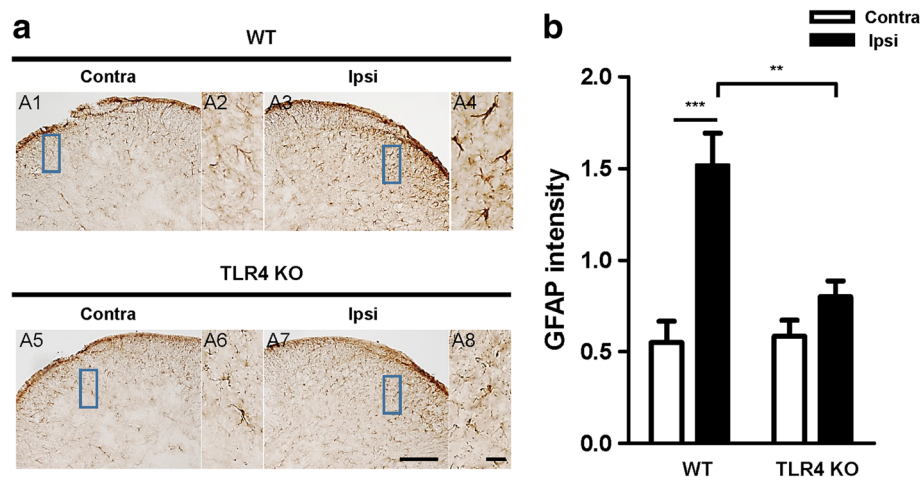 a
WT
Contra Ipsi
A1 A2 A3 A4
TLR4 KO
Contra Ipsi
A5 A6 A7 A8
b
Contra
Ipsi
GFAP intensity
2.0
1.5
1.0
0.5
0.0
***
**
WT TLR4 KO